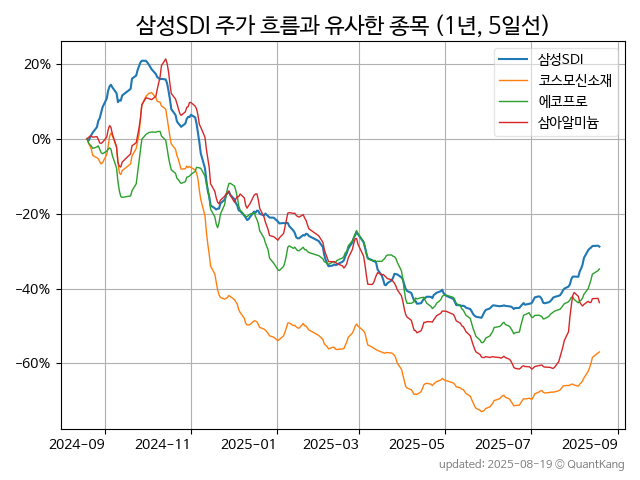 삼성SDI 주가 흐름과 유사한 종목 (1년, 5일선)
삼성SDI
코스모신소재
에코프로
삼아알미늄
20%
0%
−20%
−40%
−60%
2024-09 2024-11 2025-01 2025-03 2025-05 2025-07 2025-09
updated: 2025-08-19 © QuantKang